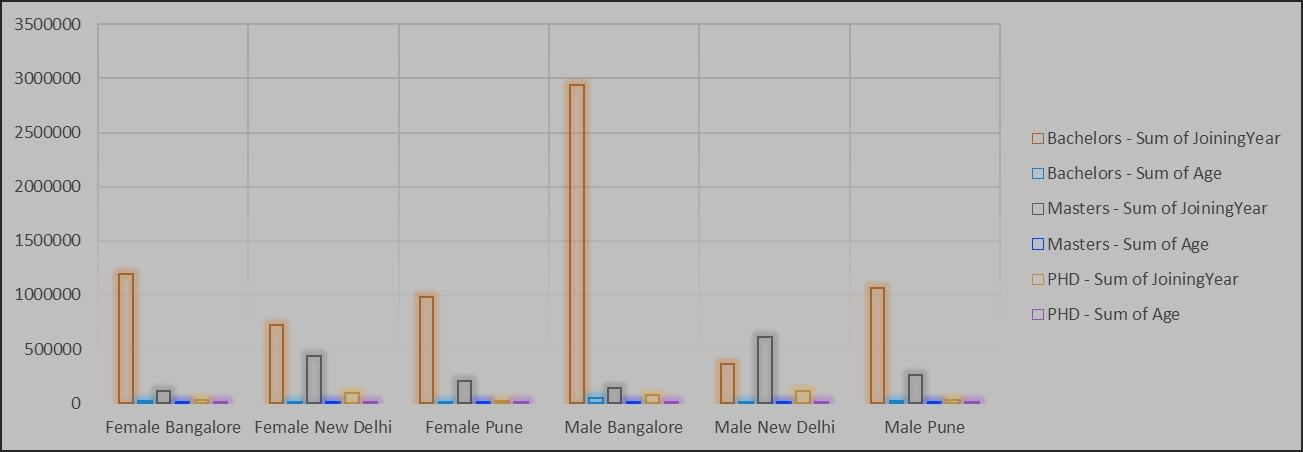 3500000
3000000
2500000
2000000
1500000
1000000
500000
0
Female Bangalore Female New Delhi Female Pune Male Bangalore Male New Delhi Male Pune
Bachelors - Sum of JoiningYear
Bachelors - Sum of Age
Masters - Sum of JoiningYear
Masters - Sum of Age
PHD - Sum of JoiningYear
PHD - Sum of Age